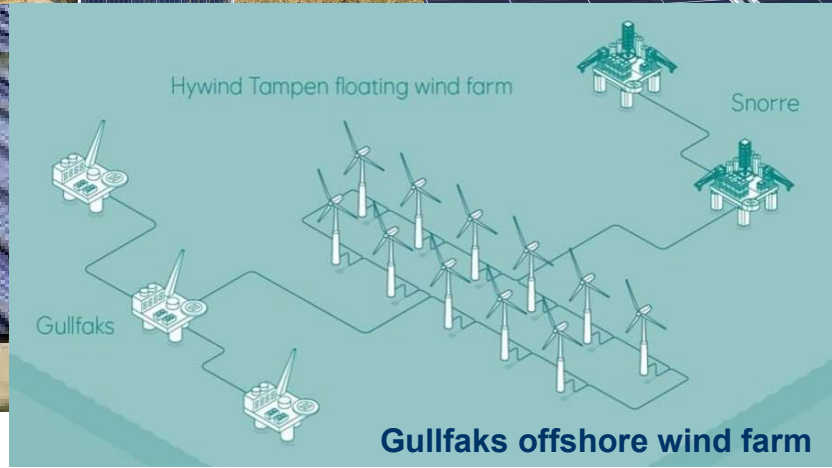 Hywind Tampen floating wind farm
Snorre
Gullfaks
Gullfaks offshore wind farm